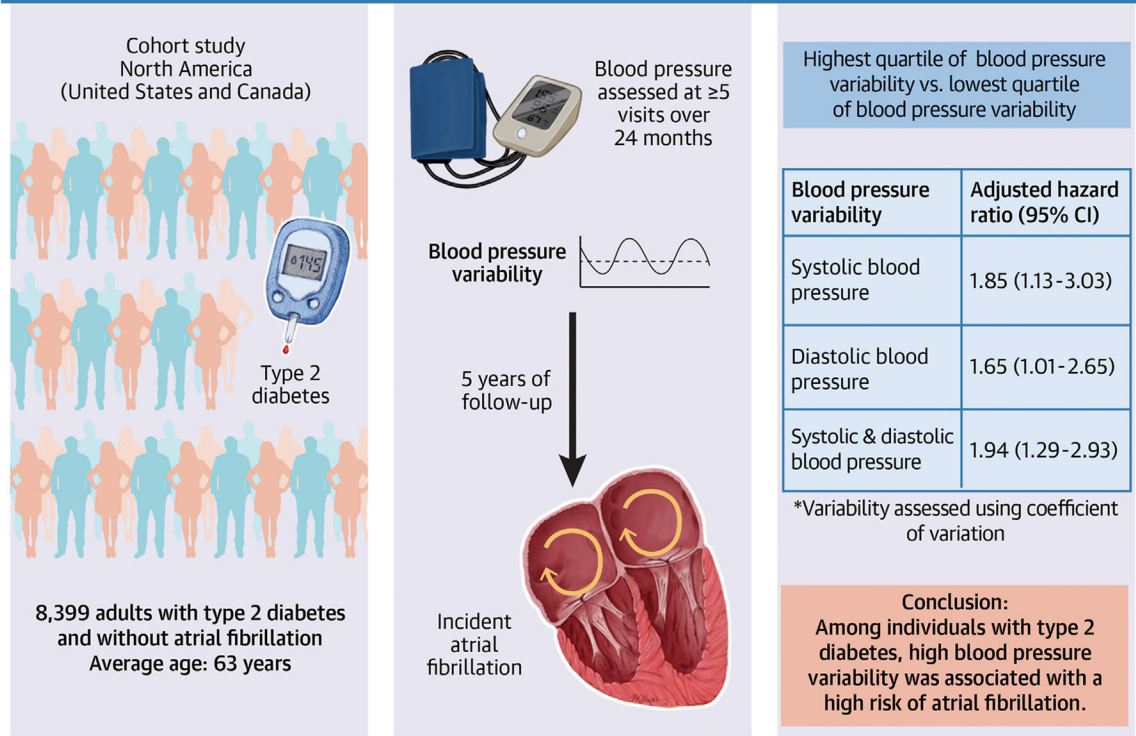 Cohort study
North America
(United States and Canada)
Type 2
diabetes
8,399 adults with type 2 diabetes
and without atrial fibrillation
Average age: 63 years
Blood pressure
assessed at ≥5
visits over
24 months
Blood pressure
variability
5 years of
follow-up
Incident
atrial
fibrillation
Highest quartile of blood pressure
variability vs. lowest quartile
of blood pressure variability
Blood pressure
variability
Adjusted hazard
ratio (95% CI)
Systolic blood
pressure
1.85 (1.13-3.03)
Diastolic blood
pressure
1.65 (1.01-2.65)
Systolic & diastolic
blood pressure
1.94 (1.29-2.93)
*Variability assessed using coefficient
of variation
Conclusion:
Among individuals with type 2
diabetes, high blood pressure
variability was associated with a
high risk of atrial fibrillation.